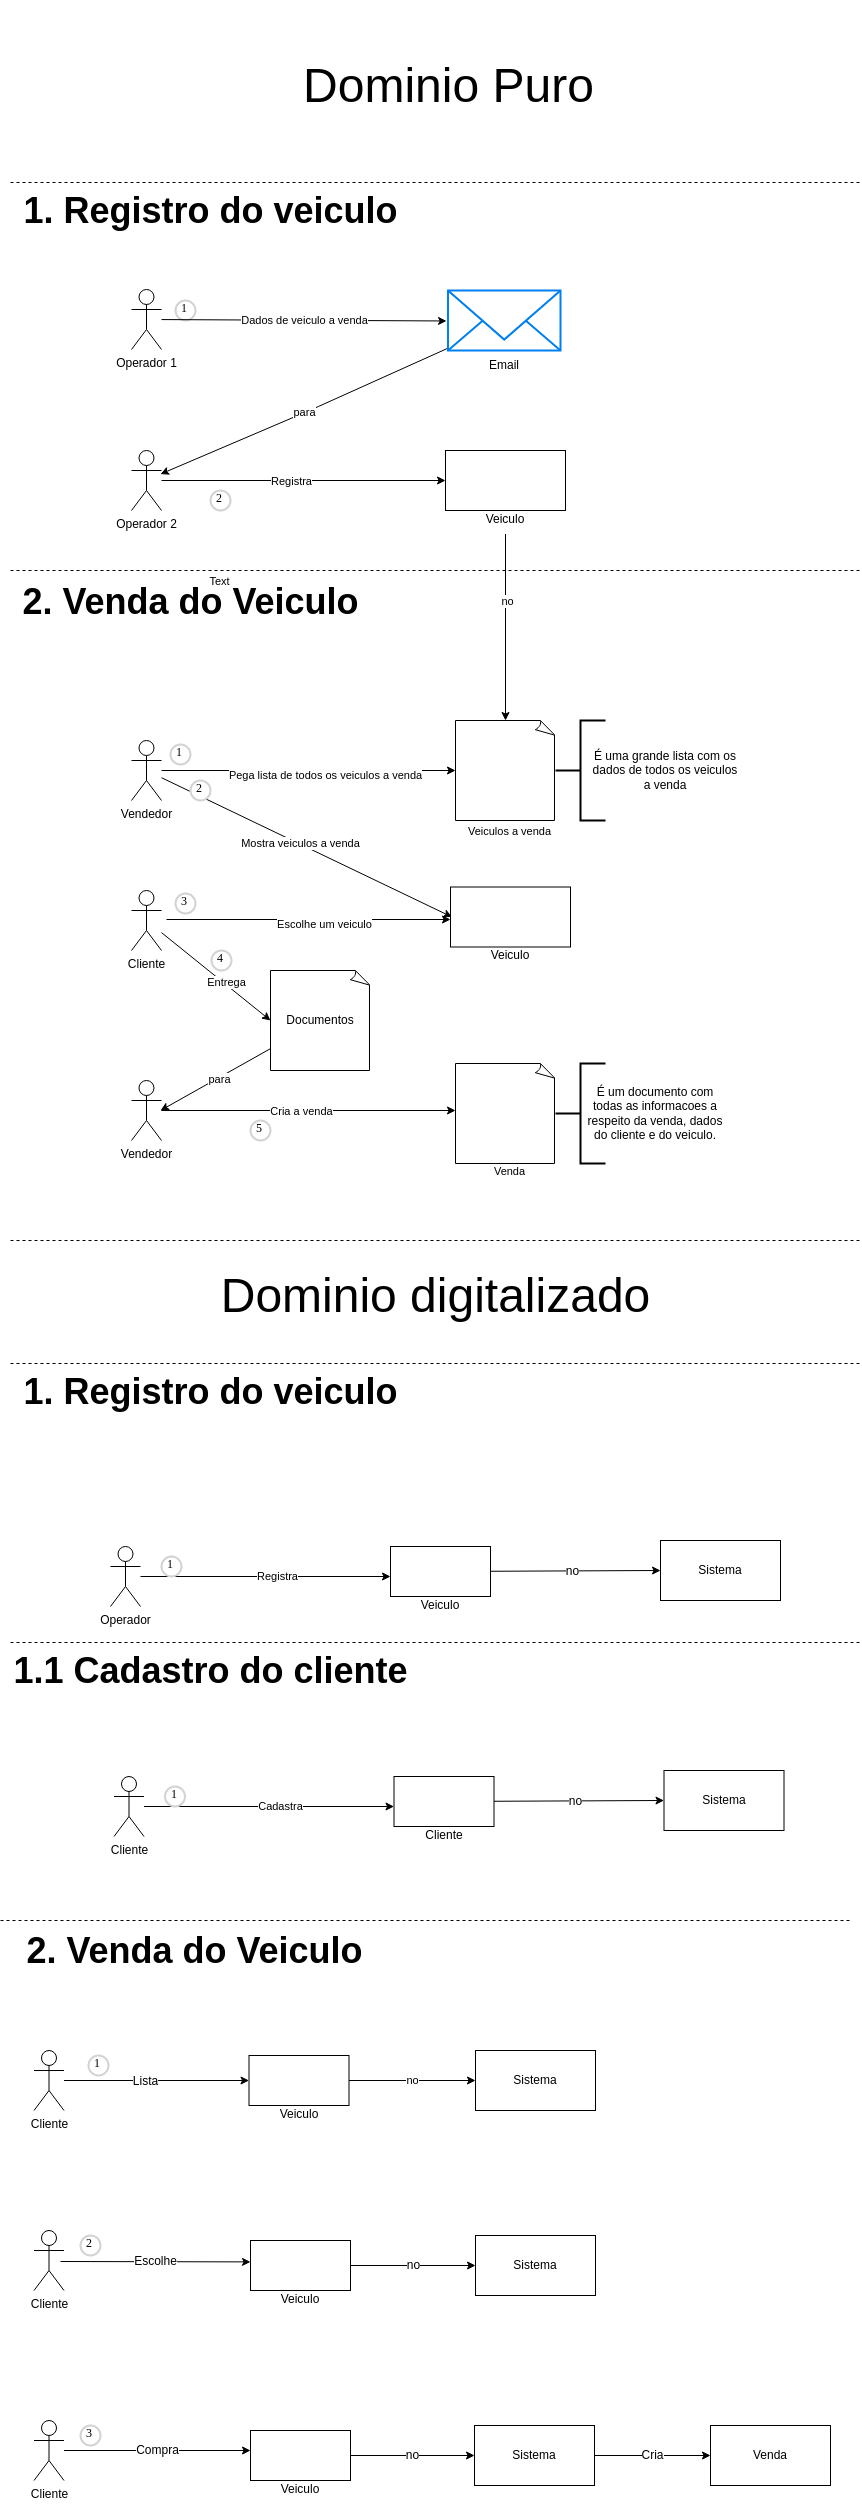 Dominio Puro
1. Registro do veiculo
1
Dados de veiculo a venda
Operador 1
Email
para
Registra
2
Operador 2
Veiculo
Text
no
2. Venda do Veiculo
1
Pega lista de todos os veiculos a venda
É uma grande lista com os
dados de todos os veiculos
a venda
2
Vendedor
Veiculos a venda
Mostra veiculos a venda
3
Escolhe um veiculo
Cliente
Veiculo
4
Entrega
Documentos
para
Cria a venda
5
Vendedor
É um documento com
todas as informacoes a
respeito da venda, dados
do cliente e do veiculo.
Venda
Dominio digitalizado
1. Registro do veiculo
1
Registra
no
Sistema
Operador
Veiculo
1.1 Cadastro do cliente
1
Cadastra
no
Sistema
Cliente
Cliente
2. Venda do Veiculo
1
Lista
no
Sistema
Cliente
Veiculo
2
Escolhe
no
Sistema
Cliente
Veiculo
3
Compra
no
Sistema
Cria
Venda
Cliente
Veiculo